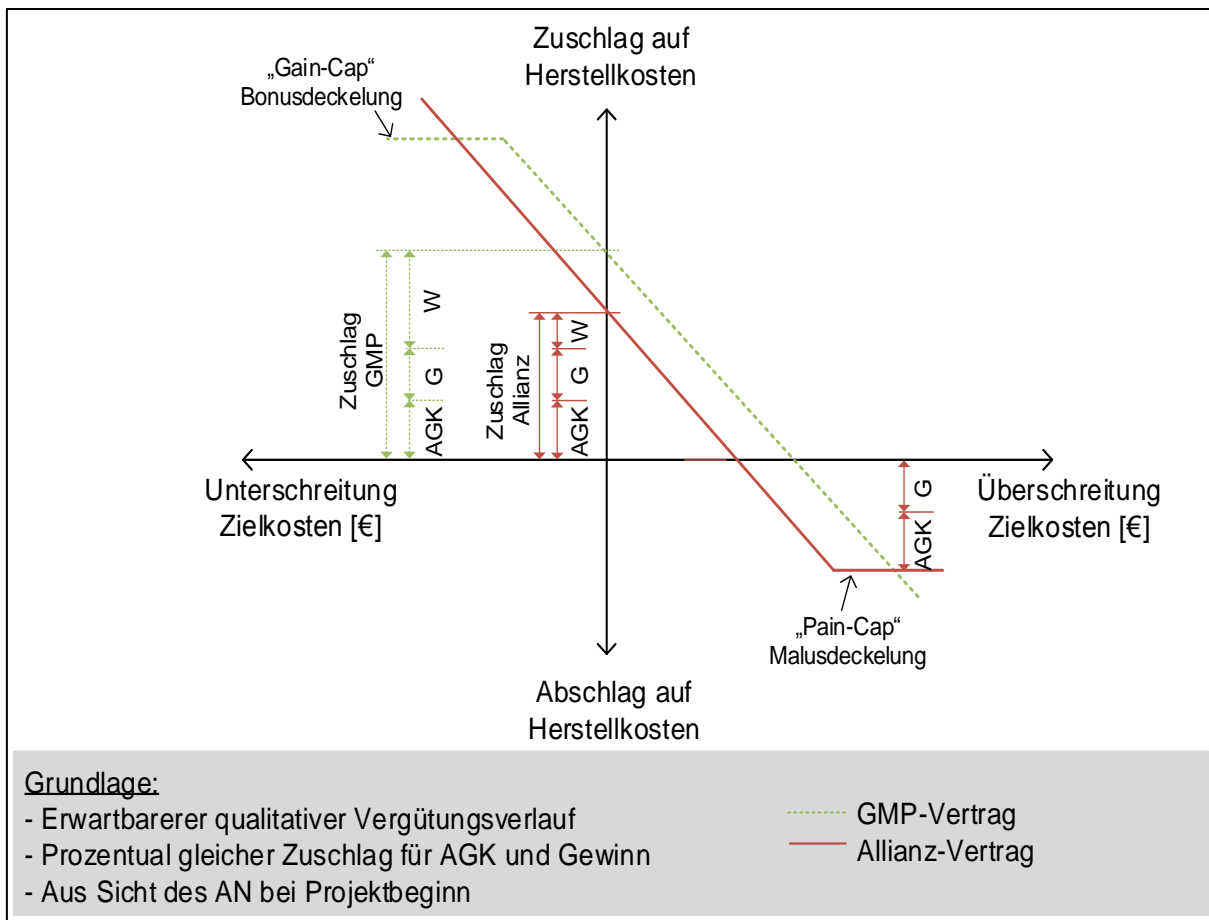 Zuschlag auf
Herstellkosten
„Gain-Cap“
Bonusdeckelung
Zuschlag
GMP
W
G
AGK
Zuschlag
Allianz
W
G
AGK
Unterschreitung
Zielkosten [€]
G
AGK
Überschreitung
Zielkosten [€]
„Pain-Cap“
Malusdeckelung
Abschlag auf
Herstellkosten
Grundlage:
- Erwartbarerer qualitativer Vergütungsverlauf
- Prozentual gleicher Zuschlag für AGK und Gewinn
- Aus Sicht des AN bei Projektbeginn
GMP-Vertrag
Allianz-Vertrag